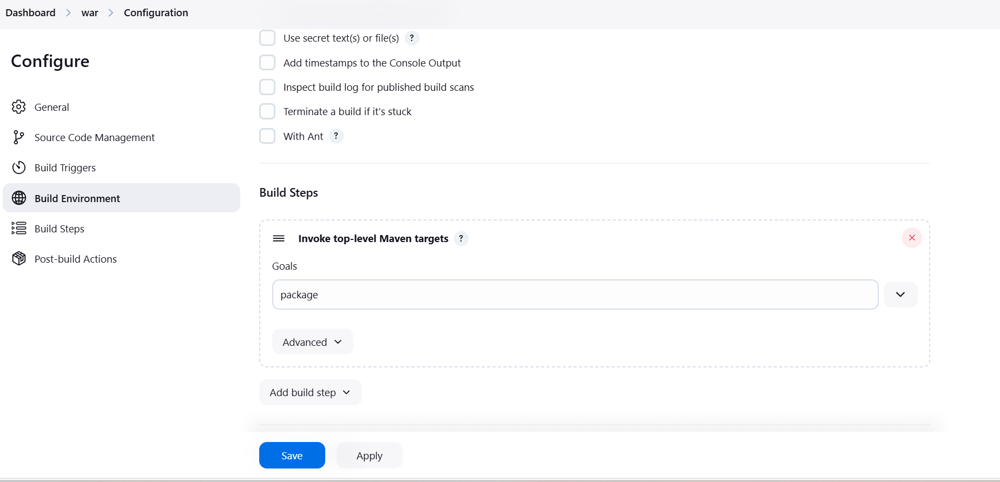 Dashboard > war > Configuration
Configure
General
Source Code Management
Build Triggers
Build Environment
Build Steps
Post-build Actions
Use secret text(s) or file(s) ?
Add timestamps to the Console Output
Inspect build log for published build scans
Terminate a build if it's stuck
With Ant ?
Build Steps
Invoke top-level Maven targets ?
Goals
package
Advanced
Add build step
Save Apply